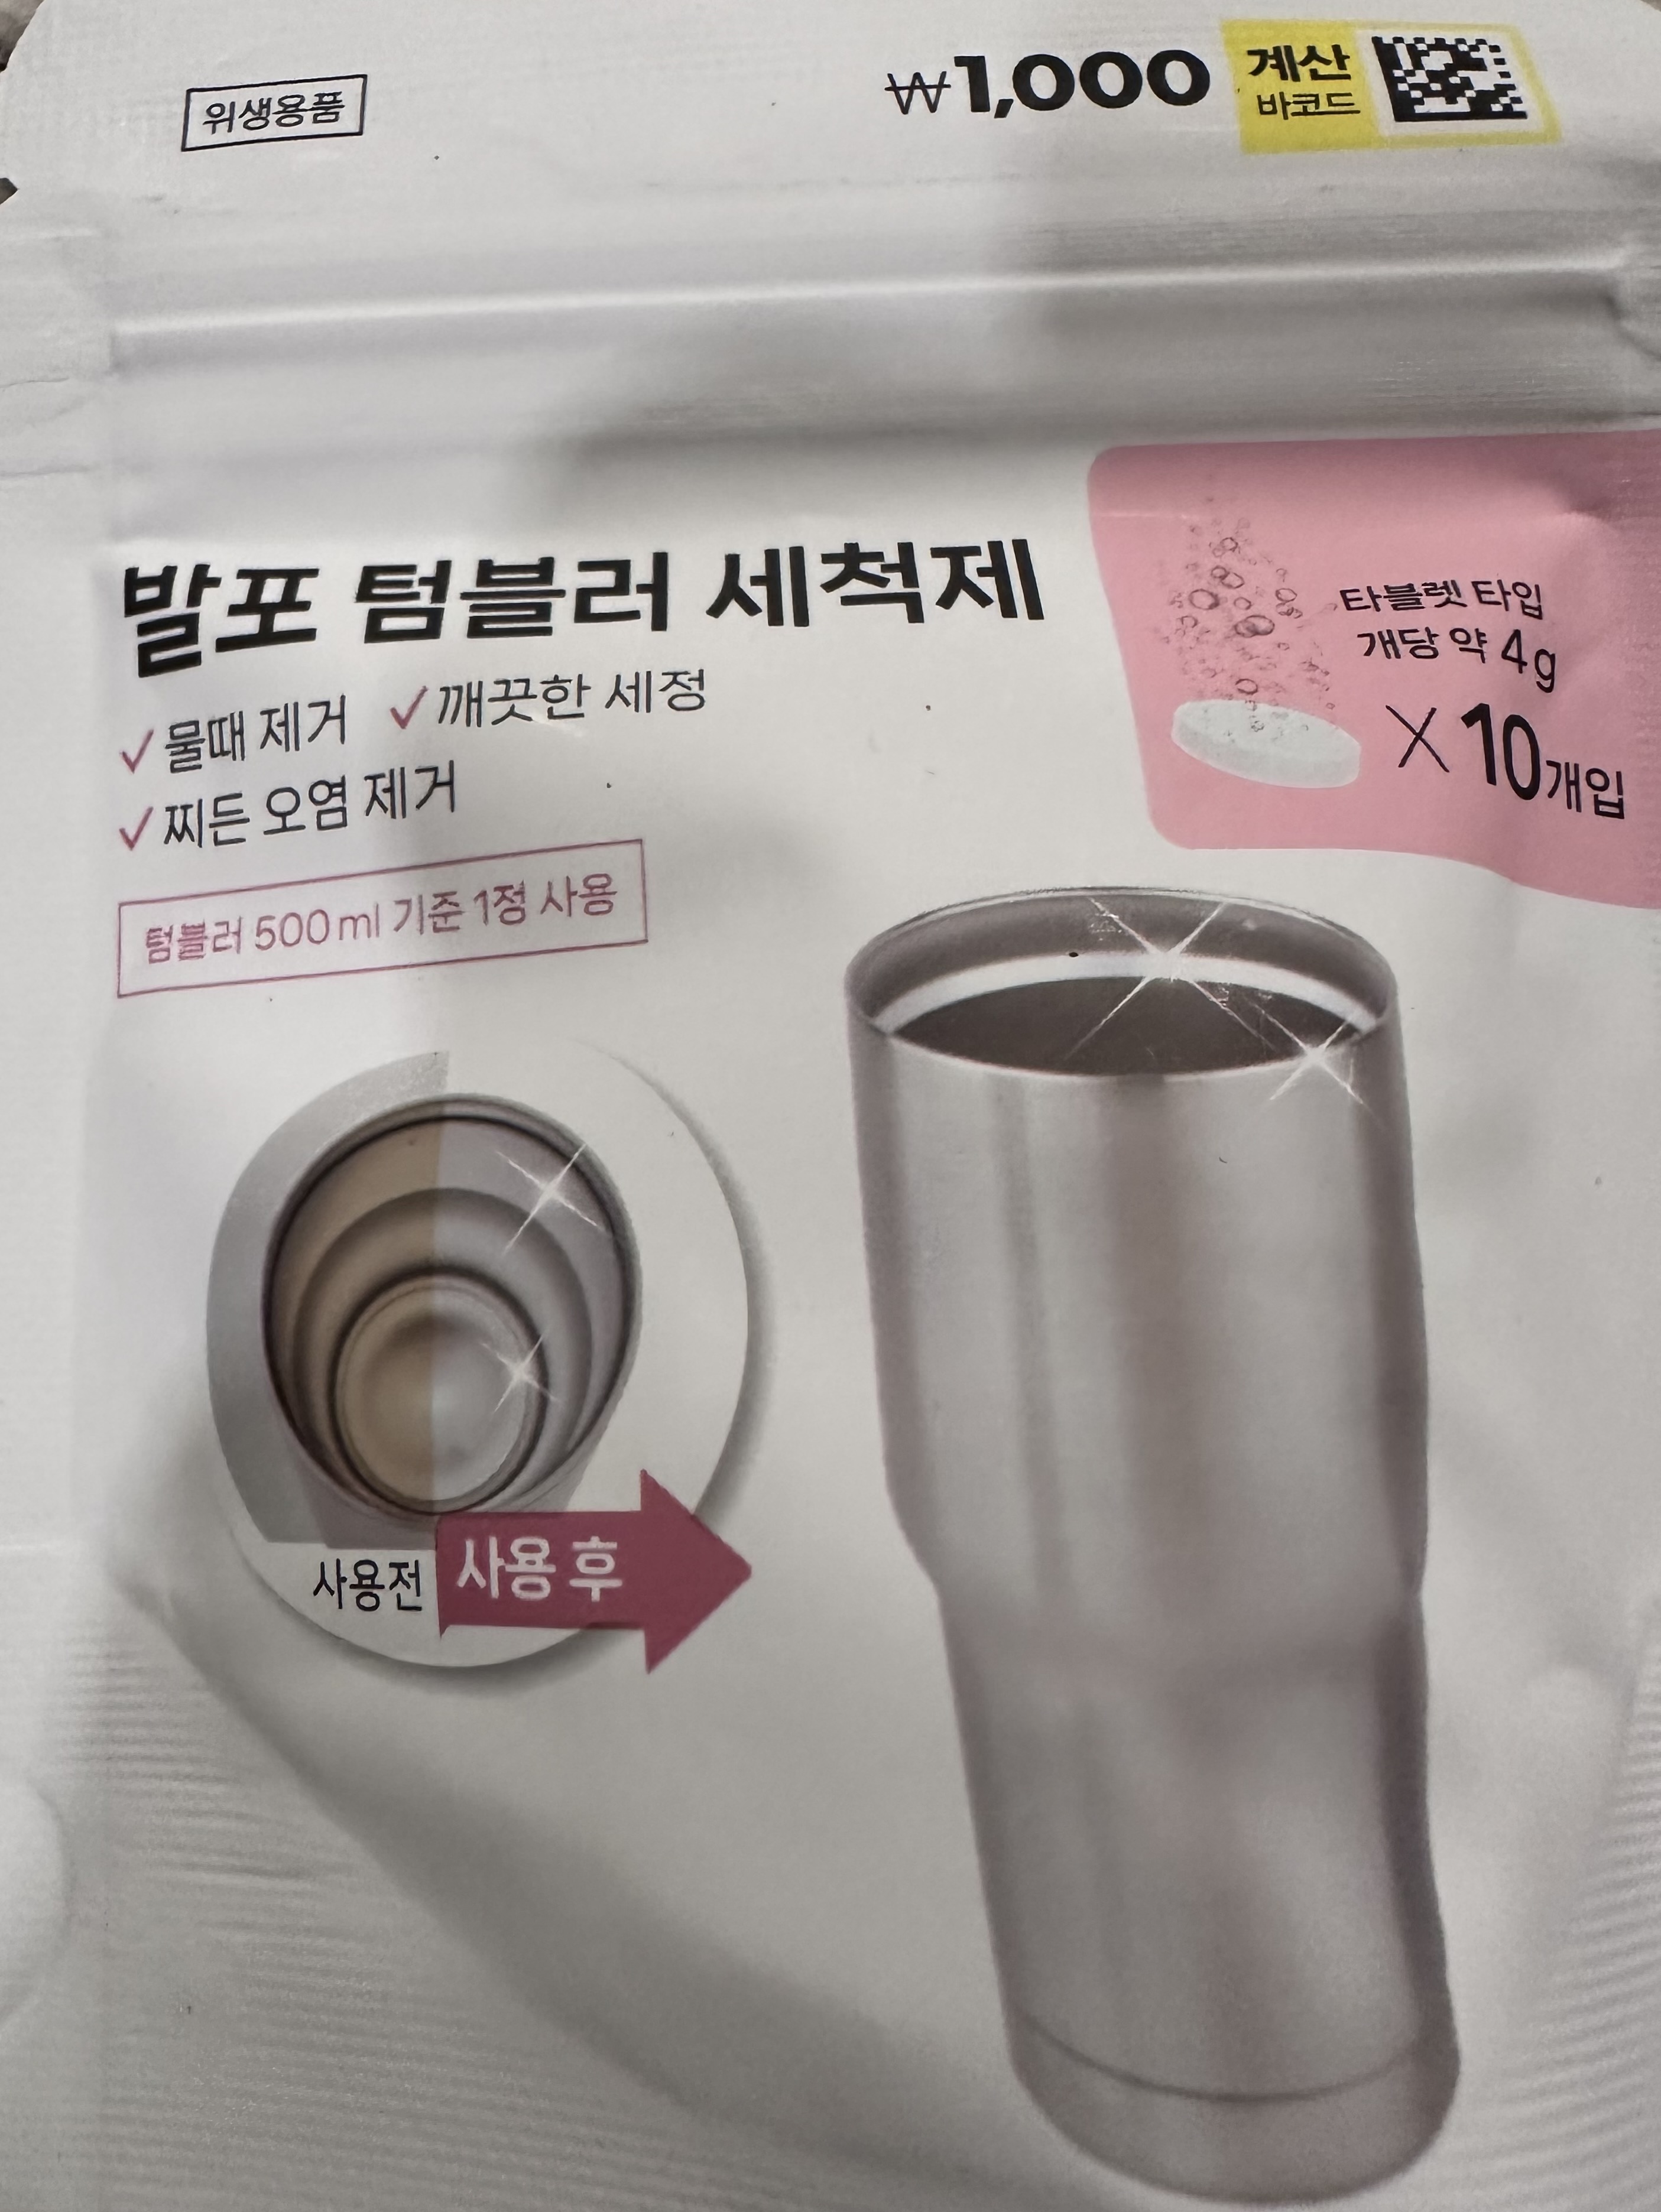 위생용품
₩1,000
계산
바코드
발포 텀블러 세척제
✓물때 제거 ✓깨끗한 세정
✓찌든 오염 제거
텀블러 500ml 기준 1정 사용
타블렛 타입
개당 약 4g
X 10개입
사용전 사용 후